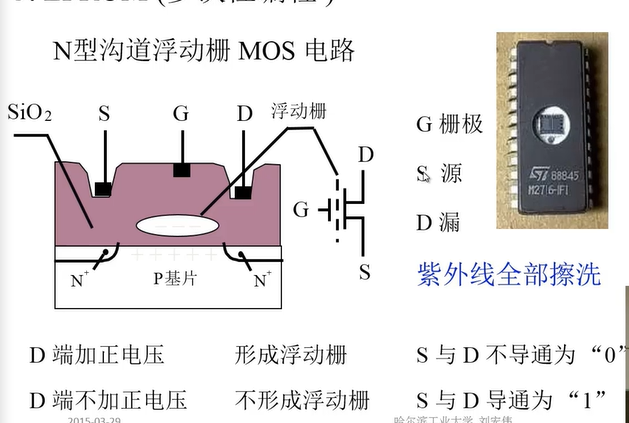 N型沟道浮动栅 MOS 电路
SiO₂
S
G
D
浮动栅
N⁺
P基片
N⁺
D
G
S
G 栅极
S 源
D 漏
紫外线全部擦洗
ST 88845
M2716-1F1
D 端加正电压 形成浮动栅 S 与 D 不导通为 “0”
D 端不加正电压 不形成浮动栅 S 与 D 导通为 “1”
2015-03-29
哈尔滨工业大学 刘宏伟